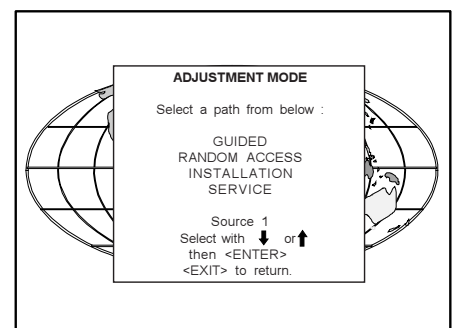 ADJUSTMENT MODE
Select a path from below :
GUIDED
RANDOM ACCESS
INSTALLATION
SERVICE
Source 1
Select with ⬇ or⬆
then <ENTER>
<EXIT> to return.